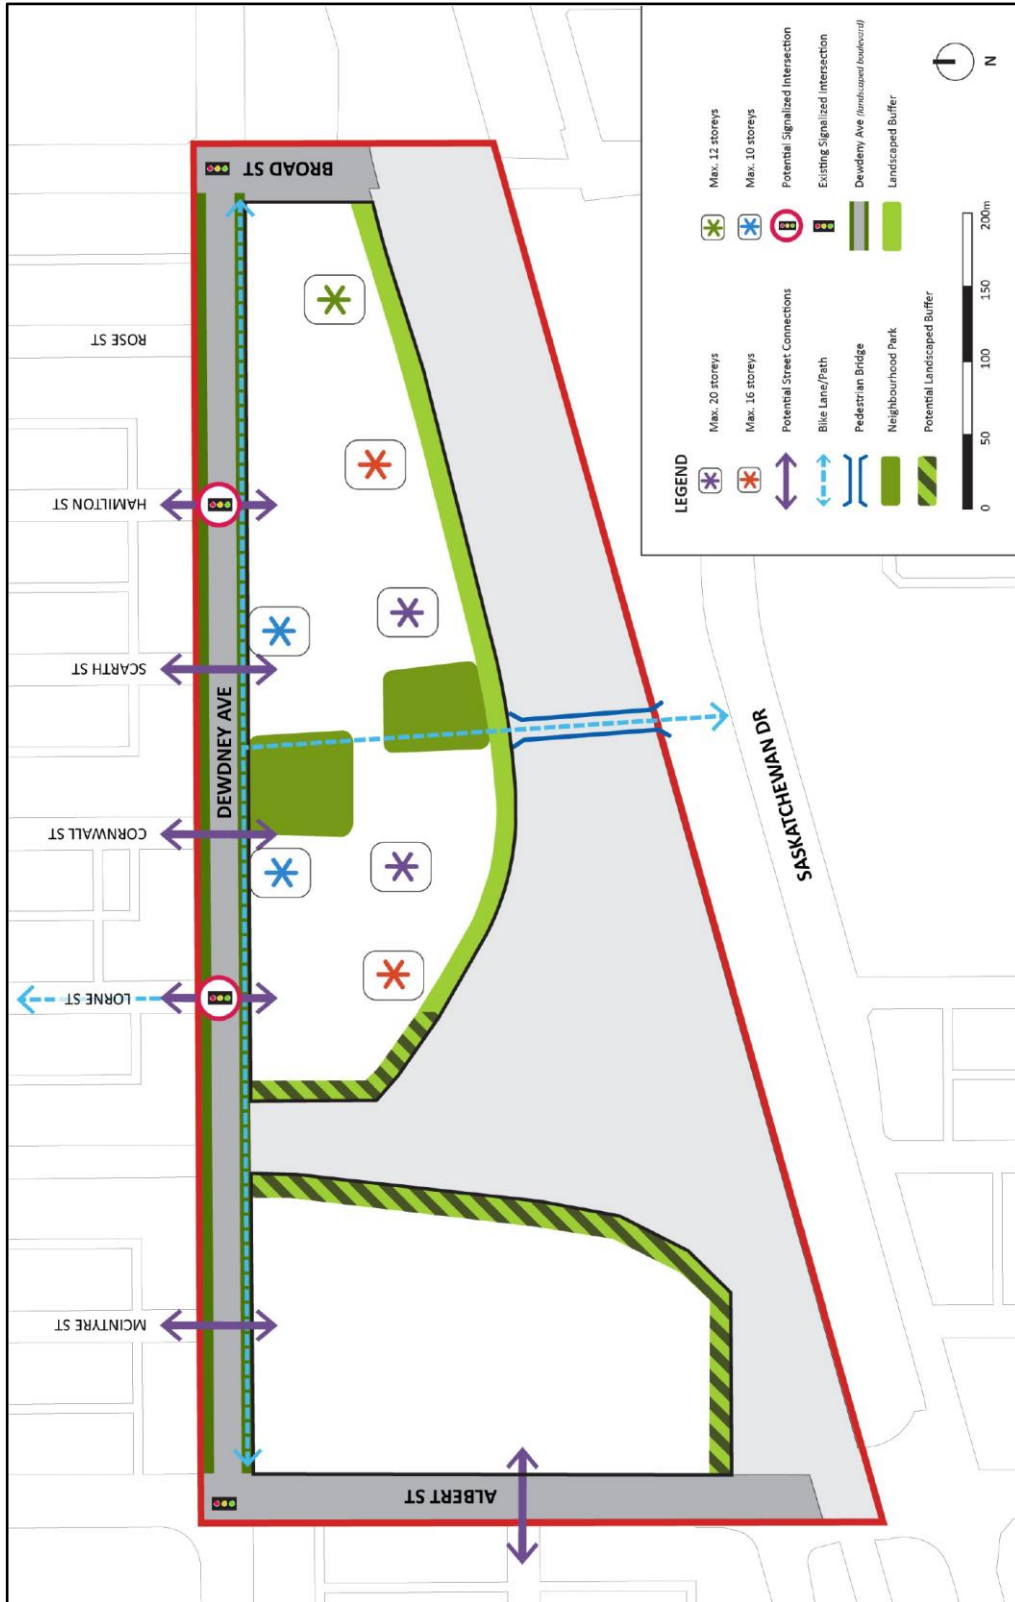 ROSE ST
HAMILTON ST
SCARTH ST
CORNWALL ST
LORNE ST
MCINTYRE ST
BROAD ST
DEWDNEY AVE
ALBERT ST
SASKATCHEWAN DR
LEGEND
Max. 20 storeys
Max. 16 storeys
Potential Street Connections
Bike Lane/Path
Pedestrian Bridge
Neighbourhood Park
Potential Landscaped Buffer
Max. 12 storeys
Max. 10 storeys
Potential Signalized Intersection
Existing Signalized Intersection
Dewdeny Ave (landscaped boulevard)
Landscaped Buffer
0 50 100 150 200m
N